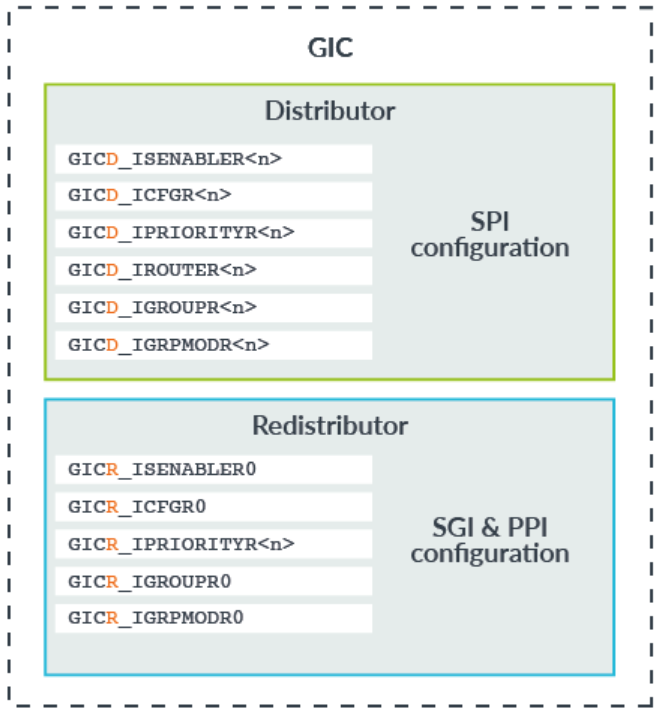 GIC
Distributor
GICD_ISENABLER<n>
GICD_ICFGR<n>
GICD_IPRIORITYR<n>
GICD_IROUTER<n>
GICD_IGROUPR<n>
GICD_IGRPMODR<n>
SPI
configuration
Redistributor
GICR_ISENABLER0
GICR_ICFGR0
GICR_IPRIORITYR<n>
GICR_IGROUPR0
GICR_IGRPMODR0
SGI & PPI
configuration